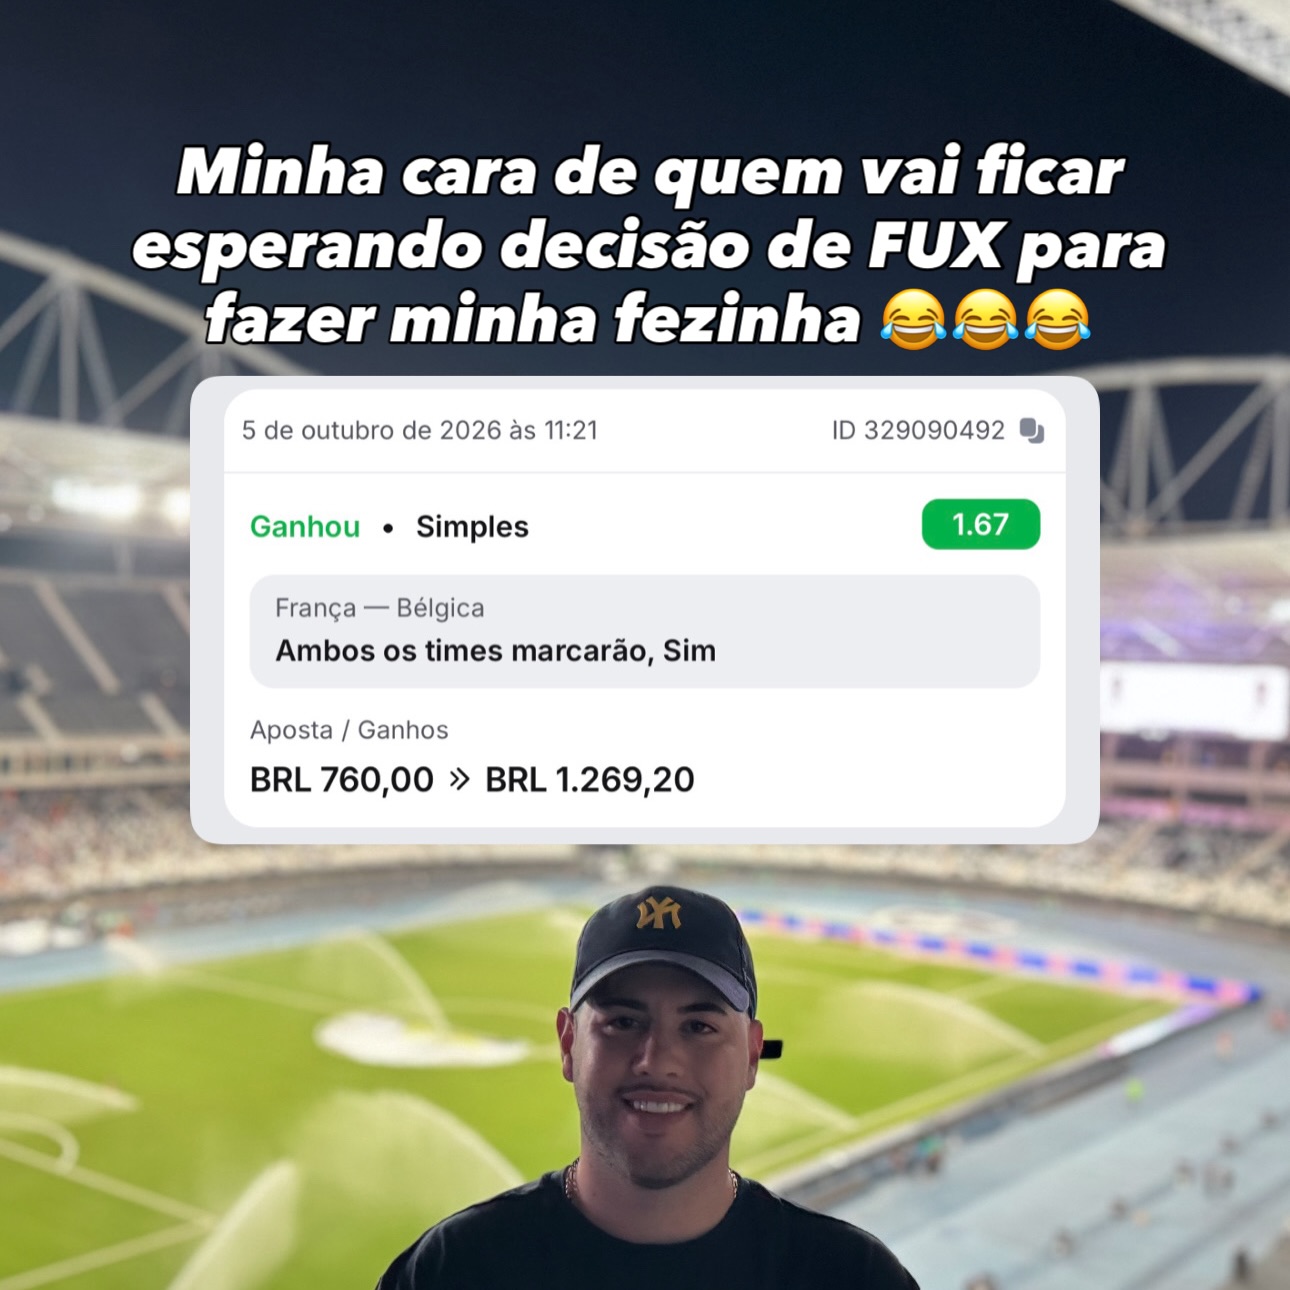 Minha cara de quem vai ficar
esperando decisão de FUX para
fazer minha fezinha 😂😂😂
5 de outubro de 2026 às 11:21 ID 329090492
Ganhou • Simples 1.67
França — Bélgica
Ambos os times marcarão, Sim
Aposta / Ganhos
BRL 760,00 » BRL 1.269,20
NY